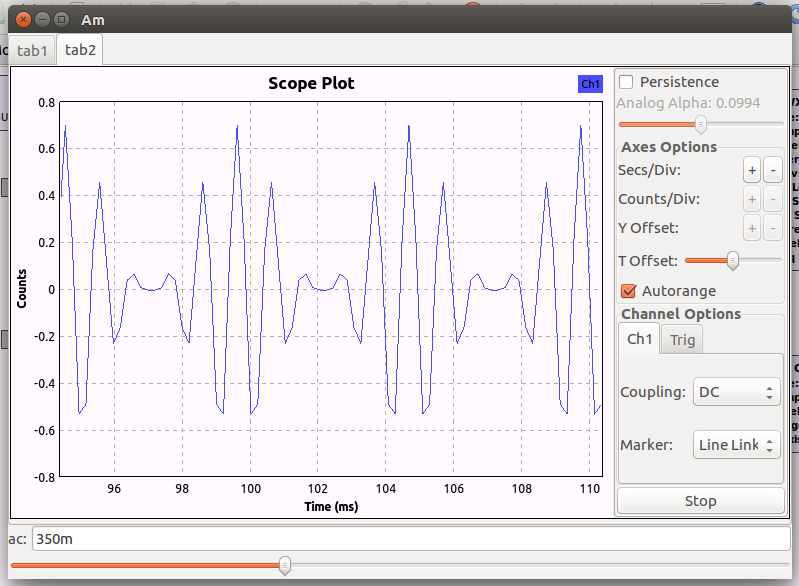 Am
tab1 tab2
Scope Plot
Ch1
0.8
0.6
0.4
0.2
0
-0.2
-0.4
-0.6
-0.8
Counts
96 98 100 102 104 106 108 110
Time (ms)
Persistence
Analog Alpha: 0.0994
Axes Options
Secs/Div: + -
Counts/Div: + -
Y Offset: + -
T Offset:
Autorange
Channel Options
Ch1 Trig
Coupling: DC
Marker: Line Link
Stop
ac: 350m